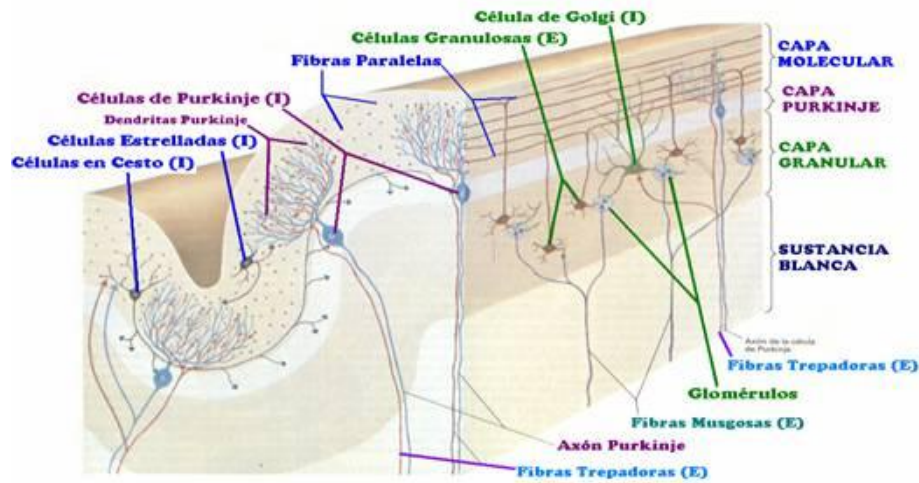 Célula de Golgi (I)
Células Granulosas (E)
Fibras Paralelas
Células de Purkinje (I)
Dendritas Purkinje
Células Estrelladas (I)
Células en Cesto (I)
CAPA
MOLECULAR
CAPA
PURKINJE
CAPA
GRANULAR
SUSTANCIA
BLANCA
Axón de la célula
de Purkinje
Fibras Trepadoras (E)
Glomérulos
Fibras Musgosas (E)
Axón Purkinje
Fibras Trepadoras (E)